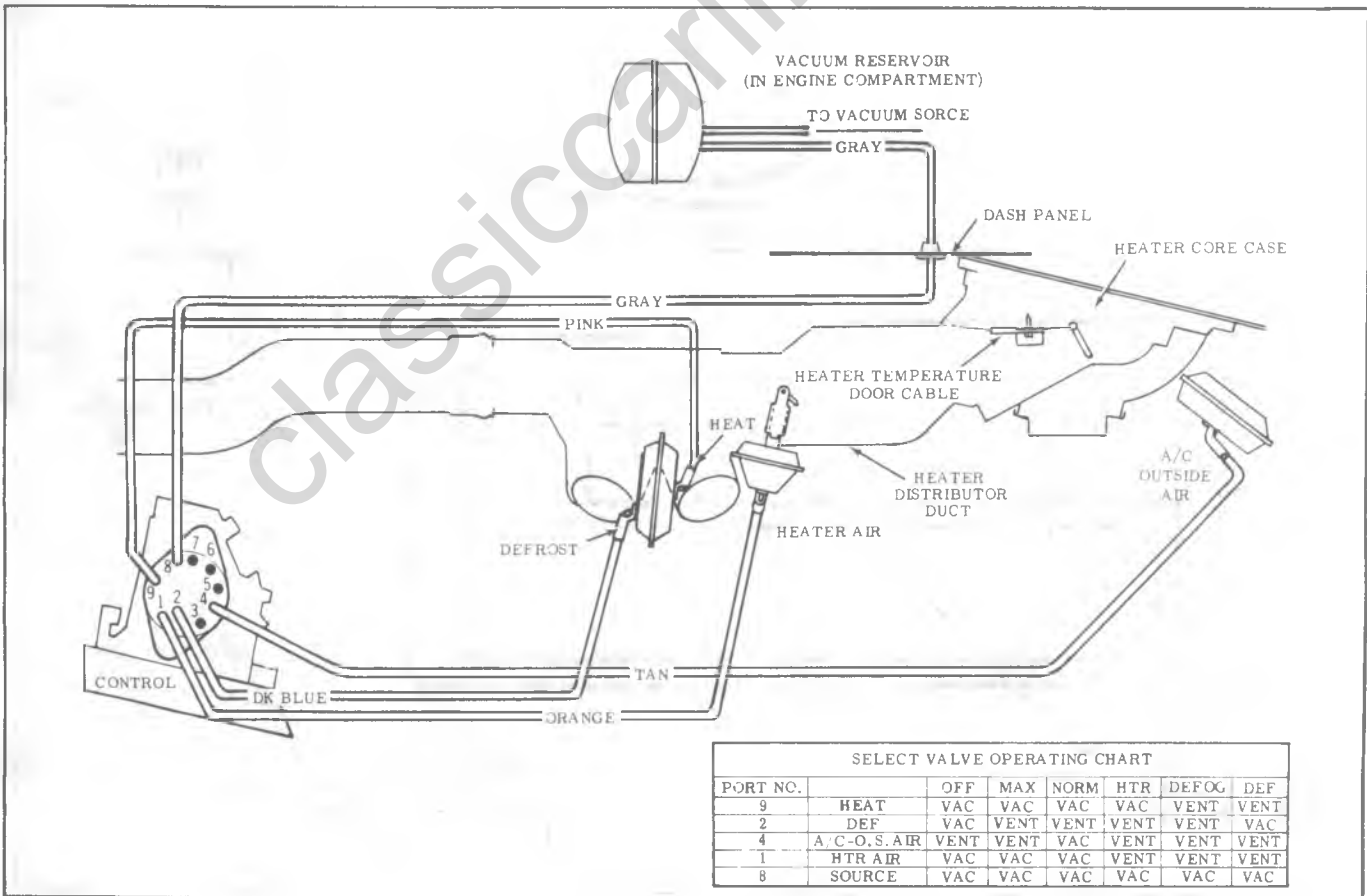 classiccarma
VACUUM RESERVOIR
(IN ENGINE COMPARTMENT)
TO VACUUM SORCE
GRAY
DASH PANEL
HEATER CORE CASE
GRAY
PINK
HEATER TEMPERATURE
DOOR CABLE
HEAT
A/C
OUTSIDE
AIR
HEATER
DISTRIBUTOR
DUCT
HEATER AIR
DEFROST
7
6
8
5
9
4
1
2
3
CONTROL
TAN
DK BLUE
ORANGE
SELECT VALVE OPERATING CHART
PORT NO. OFF MAX NORM HTR DEFOG DEF
9 HEAT VAC VAC VAC VAC VENT VENT
2 DEF VAC VENT VENT VENT VENT VAC
4 A/C-O.S. AIR VENT VENT VAC VENT VENT VENT
1 HTR AIR VAC VAC VAC VENT VENT VENT
8 SOURCE VAC VAC VAC VAC VAC VAC